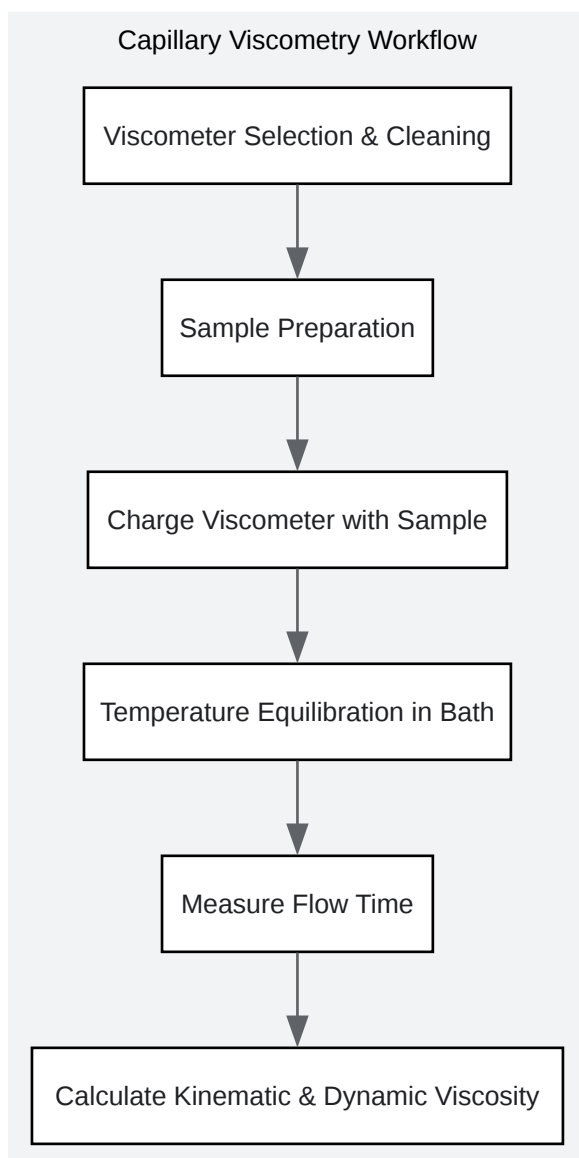 Capillary Viscometry Workflow
Viscometer Selection & Cleaning
Sample Preparation
Charge Viscometer with Sample
Temperature Equilibration in Bath
Measure Flow Time
Calculate Kinematic & Dynamic Viscosity